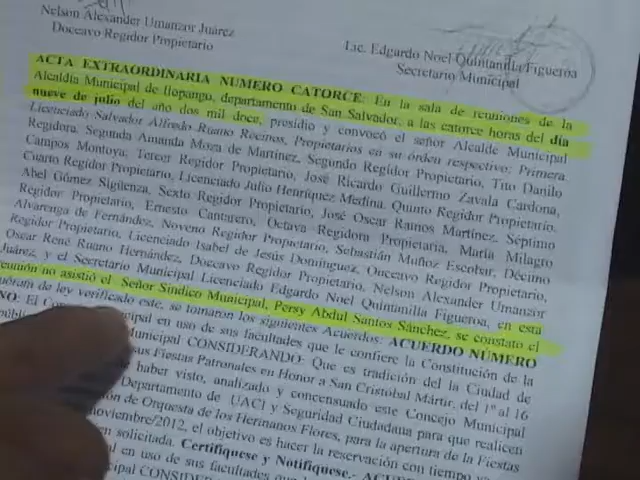 Nelson Alexander Umanzor Juárez
Doceavo Regidor Propietario
Lic. Edgardo Noel Quintanilla Figueroa
Secretario Municipal
ACTA EXTRAORDINARIA NUMERO CATORCE: En la sala de reuniones de la
Alcaldía Municipal de Ilopango, departamento de San Salvador, a las catorce horas del día
nueve de julio del año dos mil doce, presidio y convocó el señor Alcalde Municipal
Licenciado Salvador Alfredo Ruano Recinos, Propietarios en su órden respectivo: Primera
Regidora, Segunda Amanda Moza de Martínez, Segundo Regidor Propietario, Tito Danilo
Campos Montoya; Tercer Regidor Propietario, José Ricardo Guillermo Zavala Cardona,
Cuarto Regidor Propietario, Licenciado Julio Henríquez Medina, Quinto Regidor Propietario,
Abel Gómez Sigüenza, Sexto Regidor Propietario, José Oscar Ramos Martínez, Séptimo
Regidor Propietario, Ernesto Cantarero, Octava Regidora Propietaria, María Milagro
Alvarenga de Fernández, Noveno Regidor Propietario, Sebastián Muñoz Escobar, Décimo
Regidor Propietario, Licenciado Isabel de Jesús Domínguez, Onceavo Regidor Propietario,
Oscar René Ruano Hernández, Doceavo Regidor Propietario, Nelson Alexander Umanzor
Juárez, y el Secretario Municipal Licenciado Edgardo Noel Quintanilla Figueroa, en esta
reunión no asistió el Señor Síndico Municipal, Persy Abdul Santos Sánchez, se constato el
de ley verificado este, se tomaron los siguientes Acuerdos: ACUERDO NÚMERO
El en uso de sus facultades que le confiere la Constitución de la
Municipal CONSIDERANDO: Que es tradición del la Ciudad de
Fiestas Patronales en Honor a San Cristóbal Mártir, del 1° al 16
haber visto, analizado y concensuado este Concejo Municipal
Departamento de UACI y Seguridad Ciudadana para que realicen
de Orquesta de los Hermanos Flores, para la apertura de la Fiestas
noviembre/2012, el objetivo es hacer la reservación con tiempo
solicitada. Certifíquese y Notifíquese.-
en uso de sus facultades que